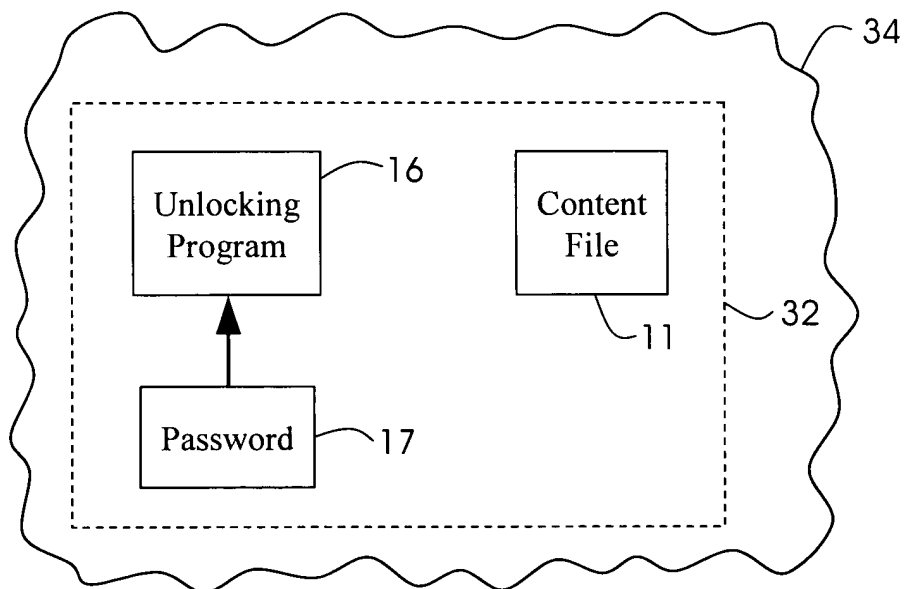 34
Unlocking
Program
16
Content
File
11
32
Password
17